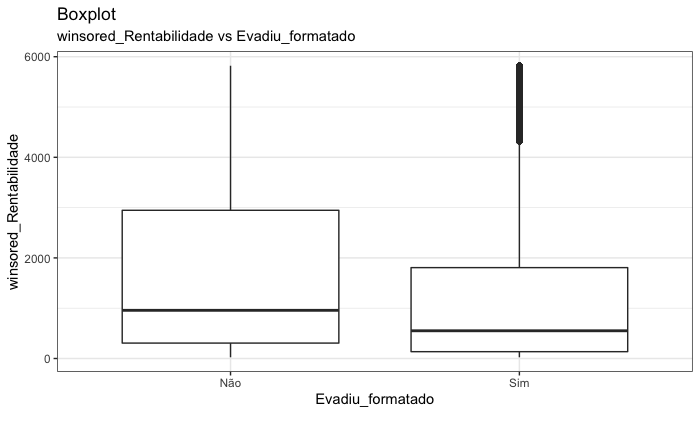 Boxplot
winsored_Rentabilidade vs Evadiu_formatado
6000
4000
2000
0
winsored_Rentabilidade
Não
Sim
Evadiu_formatado